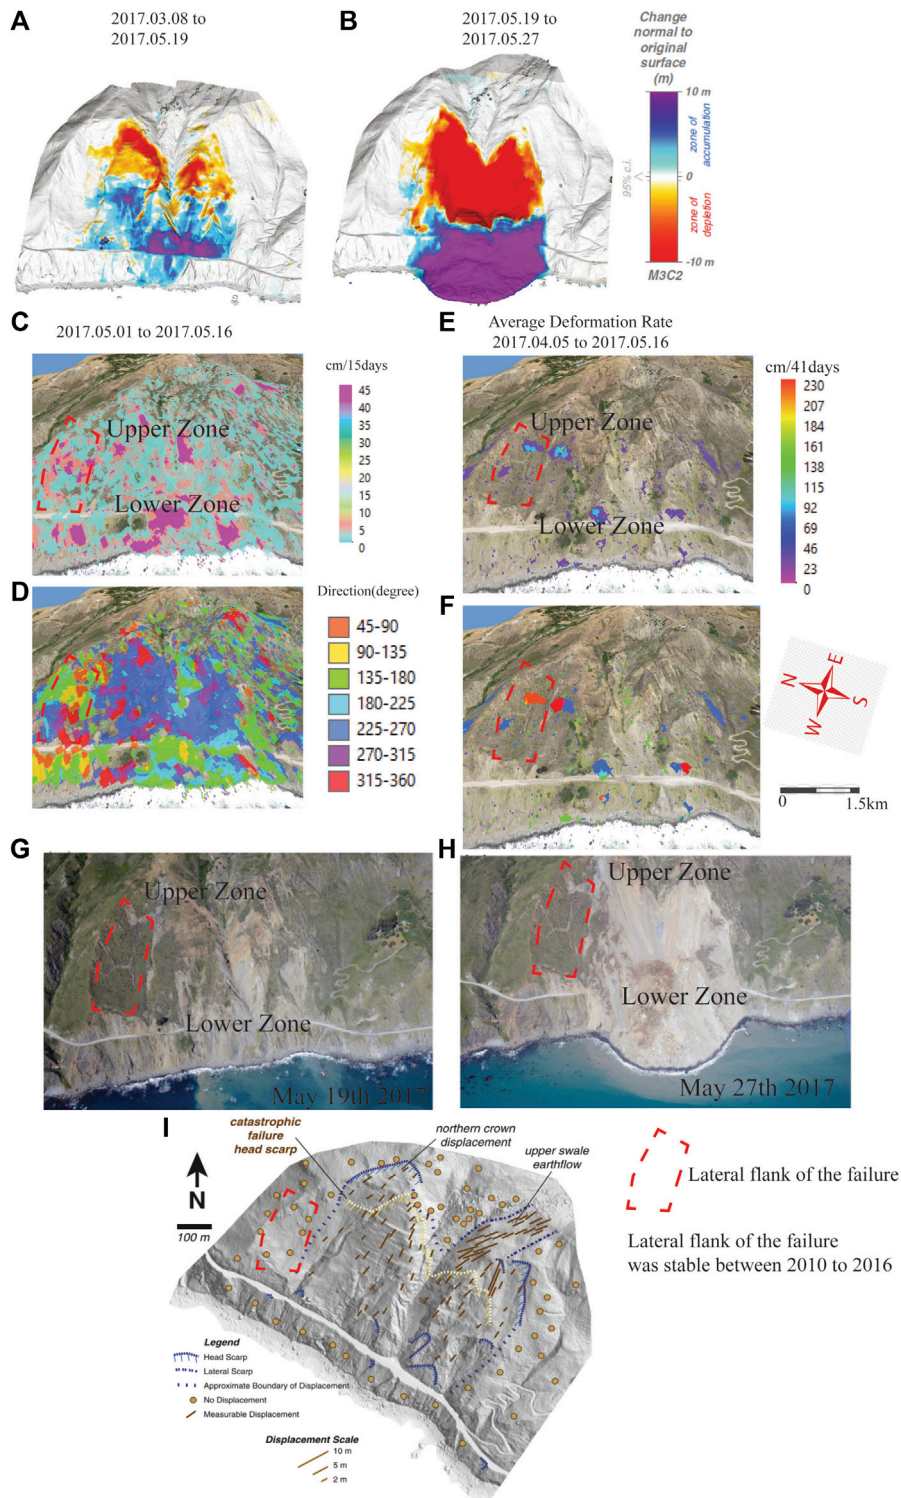 A
2017.03.08 to
2017.05.19
B
2017.05.19 to
2017.05.27
Change
normal to
original
surface
(m)
10 m
zone of
accumulation
0
95% c.i.
zone of
depletion
-10 m
M3C2
C
2017.05.01 to 2017.05.16
cm/15days
45
40
35
30
25
20
15
10
5
0
Upper Zone
Lower Zone
E
Average Deformation Rate
2017.04.05 to 2017.05.16
cm/41days
230
207
184
161
138
115
92
69
46
23
0
Upper Zone
Lower Zone
D
Direction(degree)
45-90
90-135
135-180
180-225
225-270
270-315
315-360
F
N
E
S
W
0
1.5km
G
Upper Zone
Lower Zone
May 19th 2017
H
Upper Zone
Lower Zone
May 27th 2017
I
catastrophic
failure
head scarp
northern crown
displacement
upper swale
earthflow
N
100 m
Legend
Head Scarp
Lateral Scarp
Approximate Boundary of Displacement
No Displacement
Measurable Displacement
Displacement Scale
10 m
5 m
2 m
Lateral flank of the failure
Lateral flank of the failure
was stable between 2010 to 2016